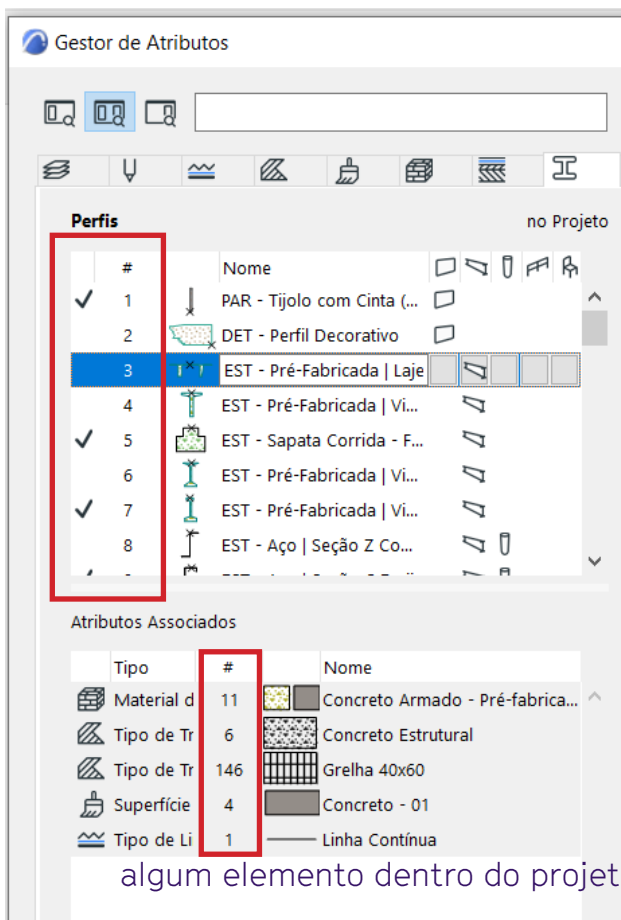 Gestor de Atributos
Perfis no Projeto
# Nome
1 PAR - Tijolo com Cinta (...
2 DET - Perfil Decorativo
3 EST - Pré-Fabricada | Laje
4 EST - Pré-Fabricada | Vi...
5 EST - Sapata Corrida - F...
6 EST - Pré-Fabricada | Vi...
7 EST - Pré-Fabricada | Vi...
8 EST - Aço | Seção Z Co...
Atributos Associados
Tipo # Nome
Material d 11 Concreto Armado - Pré-fabrica...
Tipo de Tr 6 Concreto Estrutural
Tipo de Tr 146 Grelha 40x60
Superfície 4 Concreto - 01
Tipo de Li 1 Linha Contínua
algum elemento dentro do projet